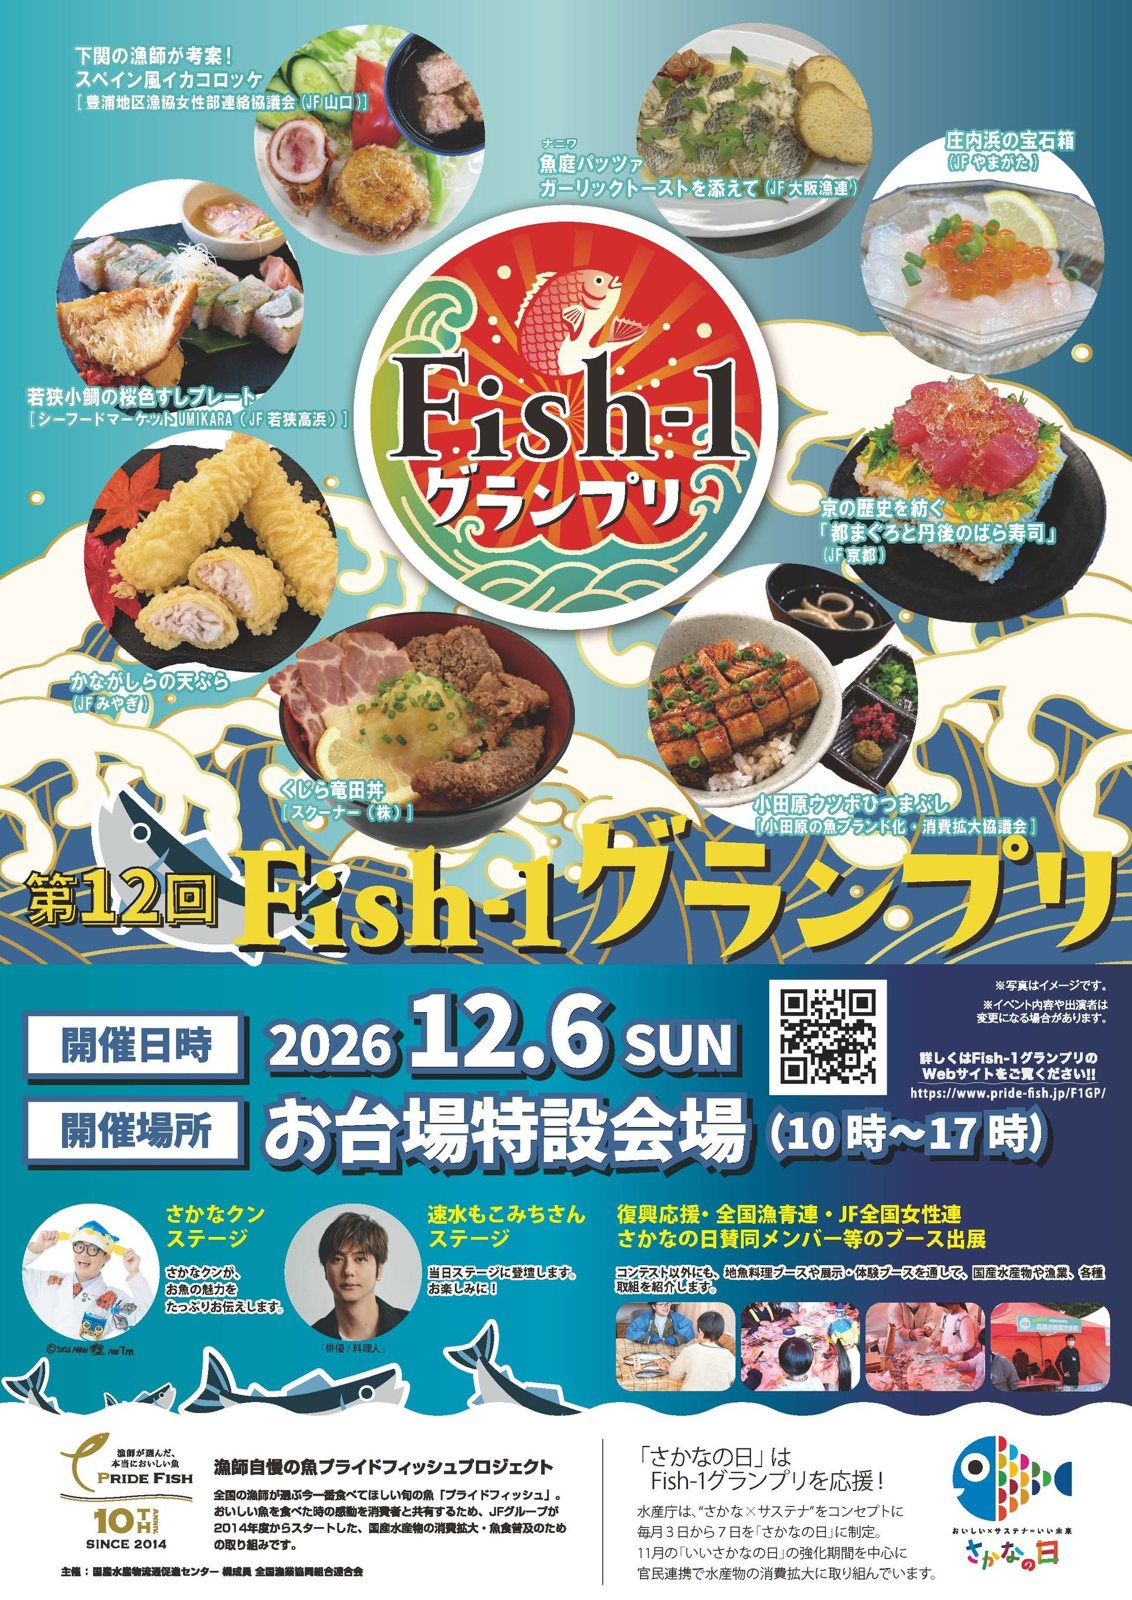 下関の漁師が考案！
スペイン風イカコロッケ
[ 豊浦地区漁協女性部連絡協議会（JF山口）]
ナニワ
魚庭パッツァ
ガーリックトーストを添えて（JF大阪漁連）
庄内浜の宝石箱
（JFやまがた）
若狭小鯛の桜色すしプレート
[ シーフードマーケットUMIKARA（JF若狭高浜）]
Fish-1
グランプリ
京の歴史を紡ぐ
「都まぐろと丹後のばら寿司」
（JF京都）
かながしらの天ぷら
（JFみやぎ）
くじら竜田丼
[ スクーナー（株）]
小田原ウツボひつまぶし
[ 小田原の魚ブランド化・消費拡大協議会 ]
第12回 Fish-1グランプリ
開催日時 2026 12.6 SUN
開催場所 お台場特設会場（10時～17時）
※写真はイメージです。
※イベント内容や出演者は
変更になる場合があります。
詳しくはFish-1グランプリの
Webサイトをご覧ください!!
https://www.pride-fish.jp/F1GP/
さかなクン
ステージ
さかなクンが、
お魚の魅力を
たっぷりお伝えします。
速水もこみちさん
ステージ
当日ステージに登壇します。
お楽しみに！
「俳優/料理人」
復興応援・全国漁青連・JF全国女性連
さかなの日賛同メンバー等のブース出展
コンテスト以外にも、地魚料理ブースや展示・体験ブースを通して、国産水産物や漁業、各種
取組を紹介します。
漁師が選んだ、
本当においしい魚
PRIDE FISH
10TH ANNIV.
SINCE 2014
漁師自慢の魚プライドフィッシュプロジェクト
全国の漁師が選ぶ今一番食べてほしい旬の魚「プライドフィッシュ」。
おいしい魚を食べた時の感動を消費者と共有するため、JFグループが
2014年度からスタートした、国産水産物の消費拡大・魚食普及のため
の取り組みです。
主催：国産水産物流通促進センター 構成員 全国漁業協同組合連合会
「さかなの日」は
Fish-1グランプリを応援！
水産庁は、“さかな×サステナ”をコンセプトに
毎月3日から7日を「さかなの日」に制定。
11月の「いいさかなの日」の強化期間を中心に
官民連携で水産物の消費拡大に取り組んでいます。
おいしい×サステナ＝いい未来
さかなの日